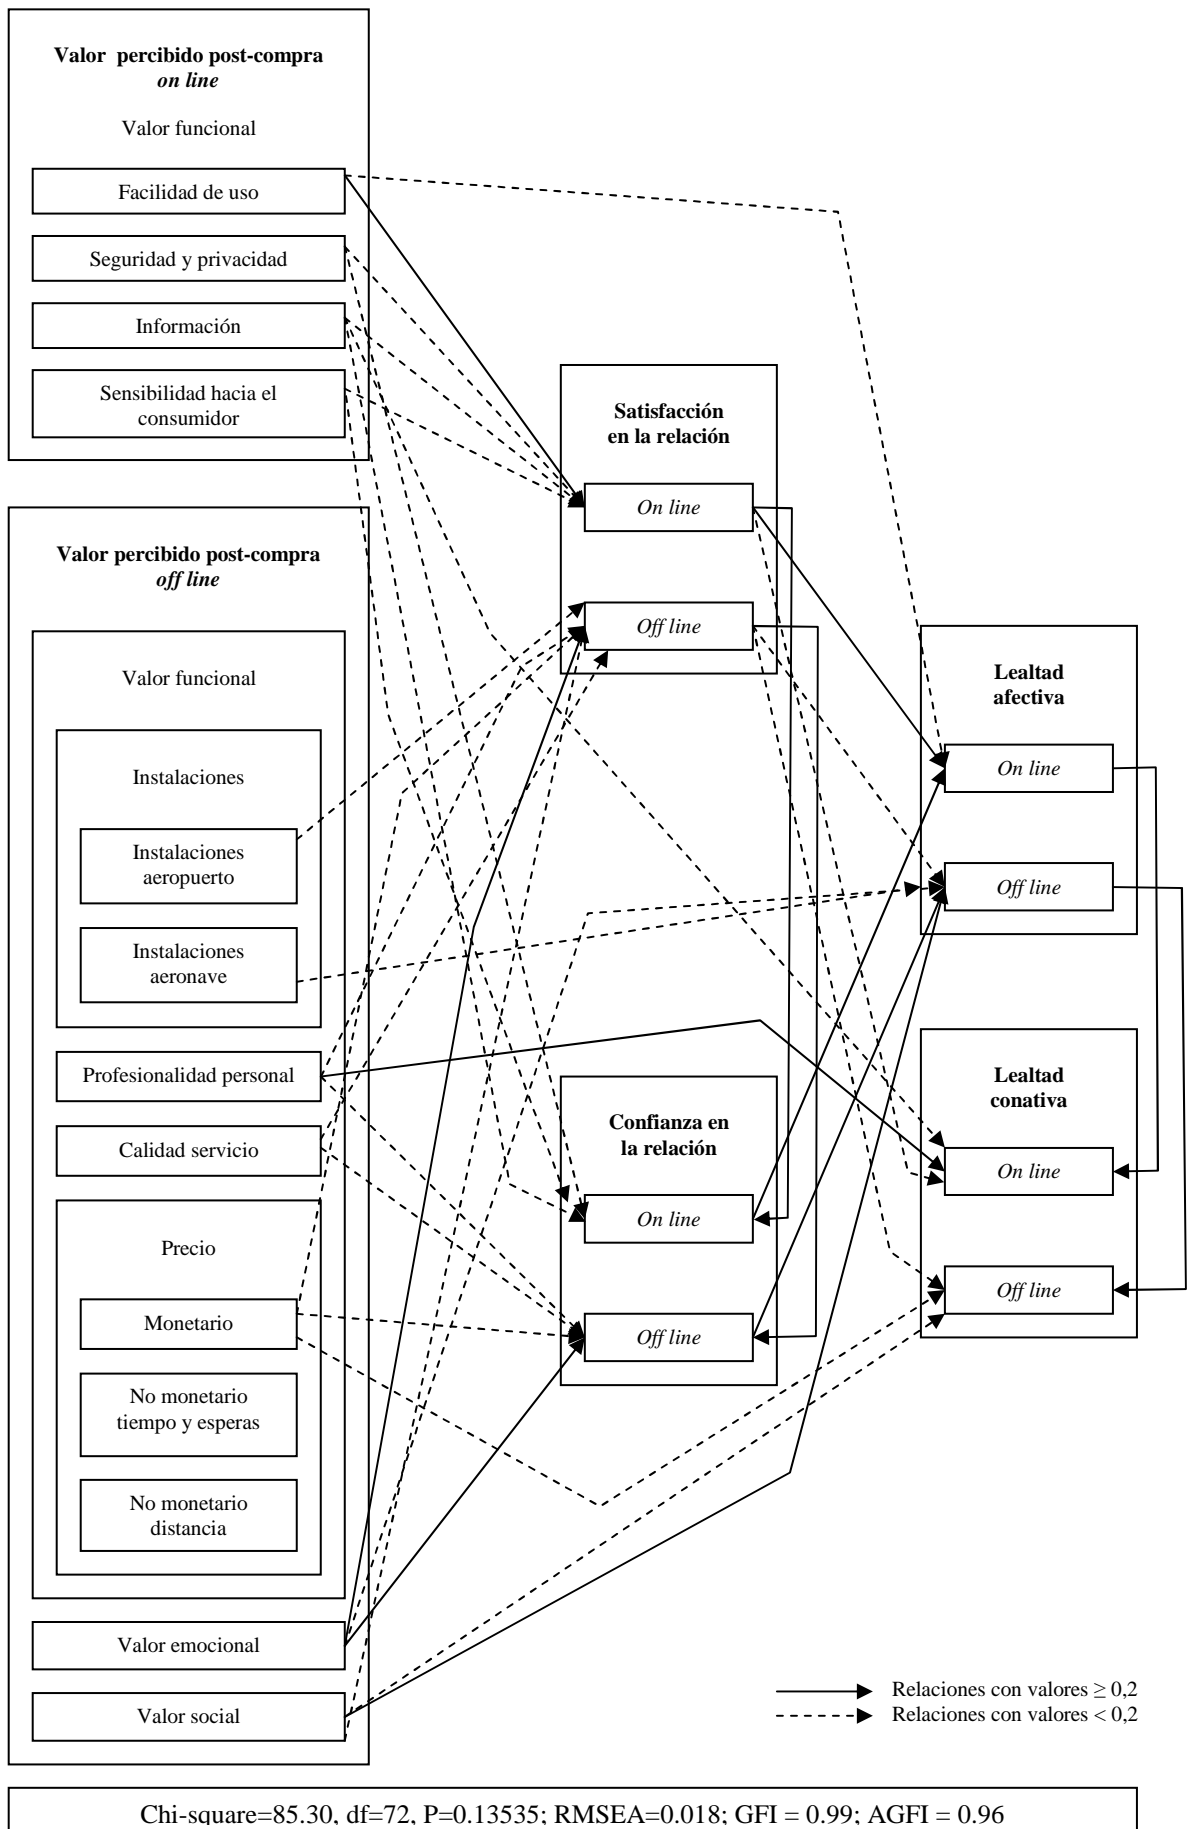 Valor percibido post-compra
on line
Valor funcional
Facilidad de uso
Seguridad y privacidad
Información
Sensibilidad hacia el
consumidor
Valor percibido post-compra
off line
Valor funcional
Instalaciones
Instalaciones
aeropuerto
Instalaciones
aeronave
Profesionalidad personal
Calidad servicio
Precio
Monetario
No monetario
tiempo y esperas
No monetario
distancia
Valor emocional
Valor social
Satisfacción
en la relación
On line
Off line
Confianza en
la relación
On line
Off line
Lealtad
afectiva
On line
Off line
Lealtad
conativa
On line
Off line
Relaciones con valores ≥ 0,2
Relaciones con valores < 0,2
Chi-square=85.30, df=72, P=0.13535; RMSEA=0.018; GFI = 0.99; AGFI = 0.96